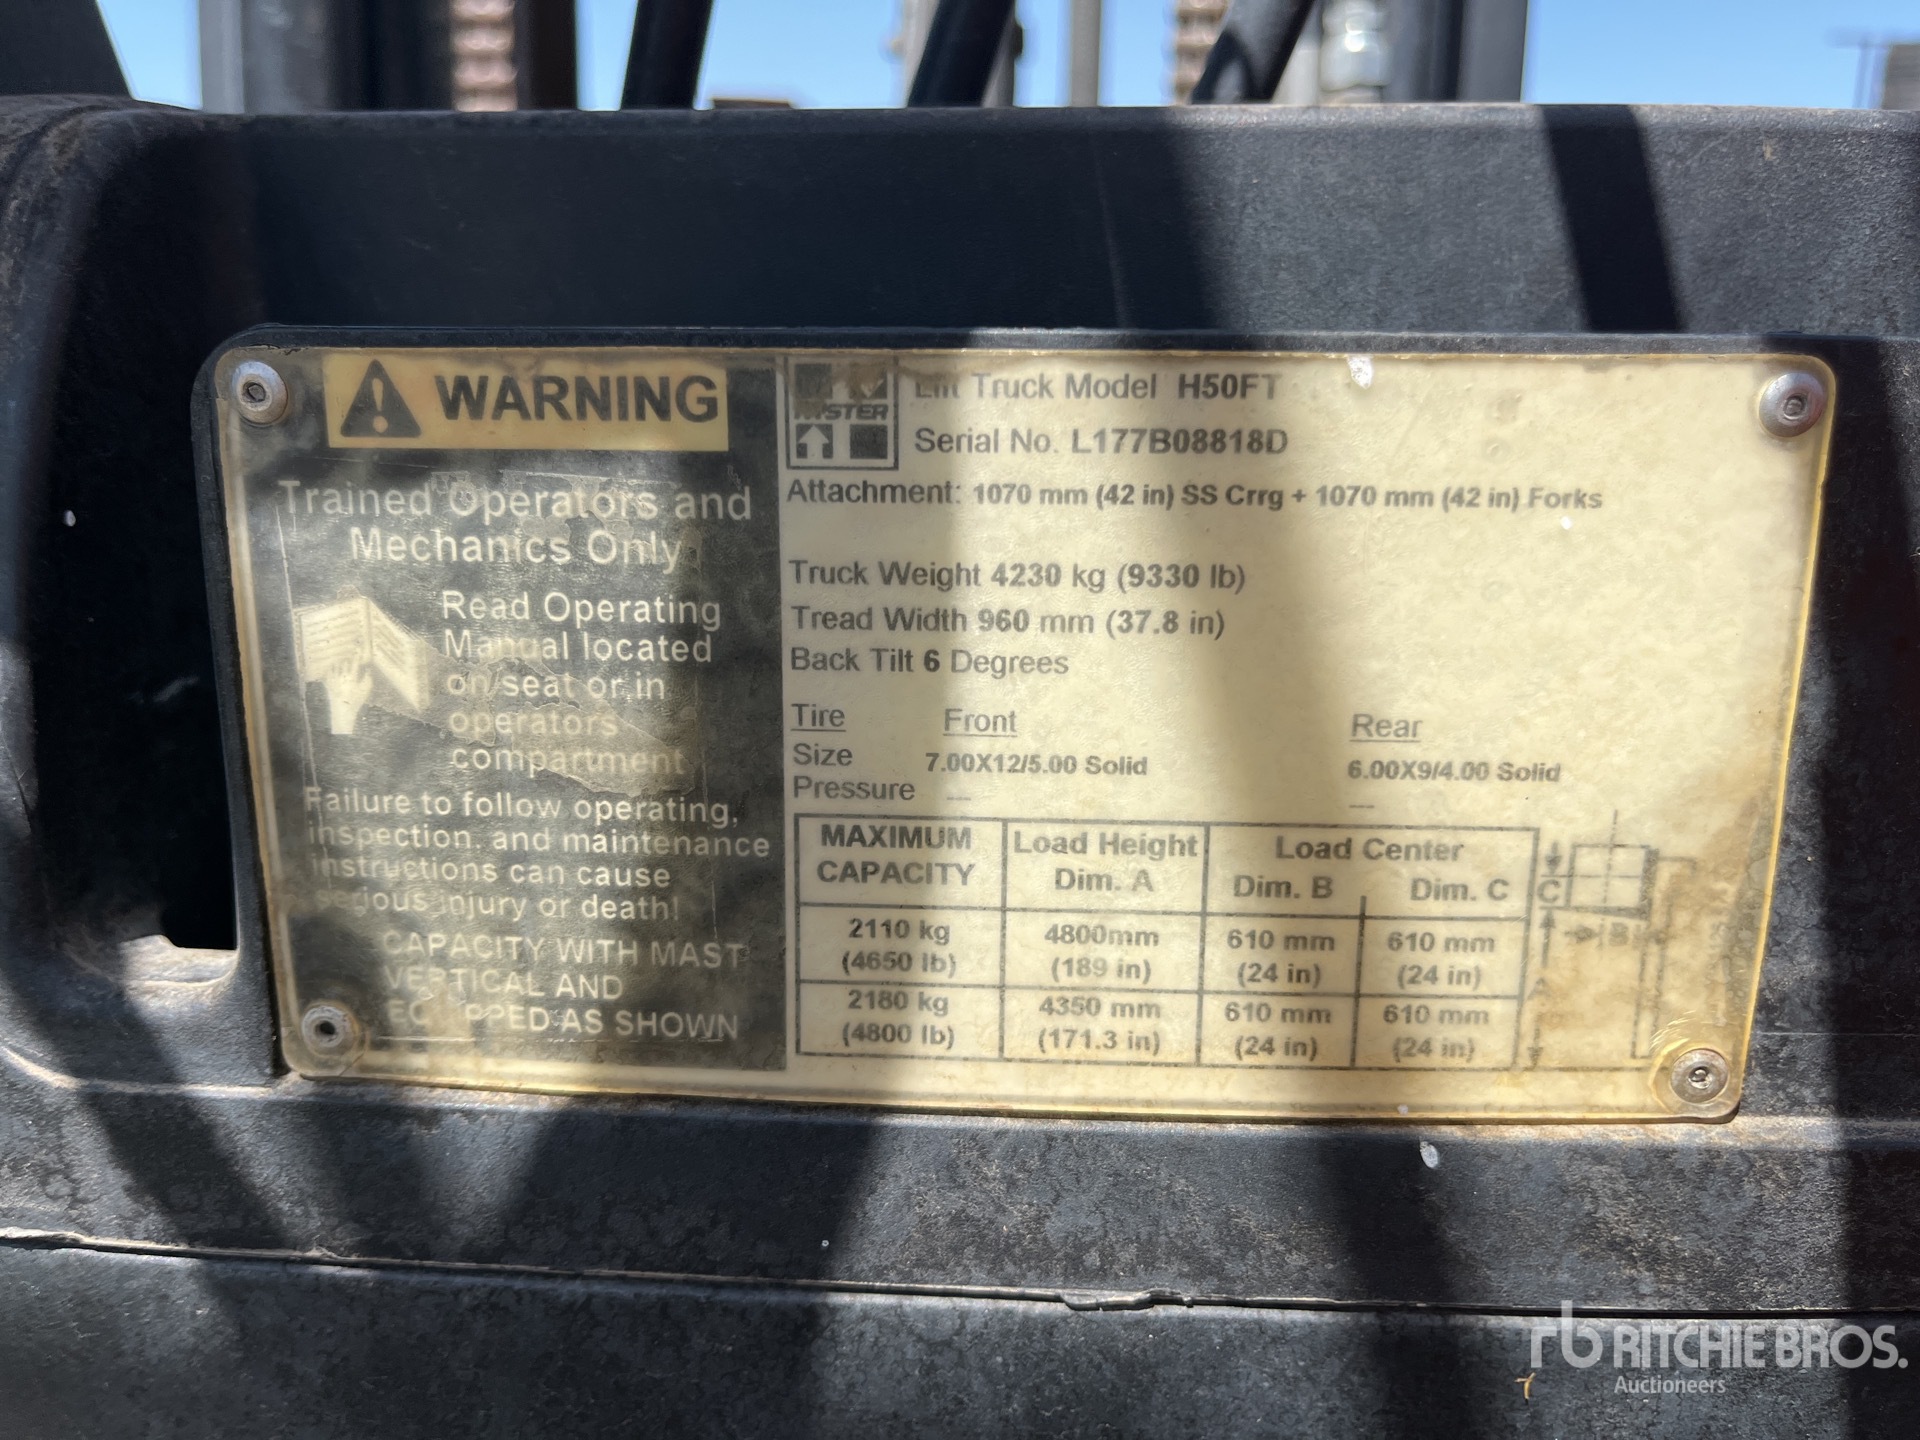 WARNING
Trained Operators and
Mechanics Only
Read Operating
Manual located
on seat or in
operators
compartment
Failure to follow operating,
inspection, and maintenance
instructions can cause
serious injury or death!
CAPACITY WITH MAST
VERTICAL AND
EQUIPPED AS SHOWN
HYSTER
Lift Truck Model H50FT
Serial No. L177B08818D
Attachment: 1070 mm (42 in) SS Crrg + 1070 mm (42 in) Forks
Truck Weight 4230 kg (9330 lb)
Tread Width 960 mm (37.8 in)
Back Tilt 6 Degrees
Tire Front Rear
Size 7.00X12/5.00 Solid 6.00X9/4.00 Solid
Pressure --- ---
MAXIMUM Load Height Load Center
CAPACITY Dim. A Dim. B Dim. C
2110 kg 4800mm 610 mm 610 mm
(4650 lb) (189 in) (24 in) (24 in)
2180 kg 4350 mm 610 mm 610 mm
(4800 lb) (171.3 in) (24 in) (24 in)
C
B
A
rb RITCHIE BROS.
Auctioneers